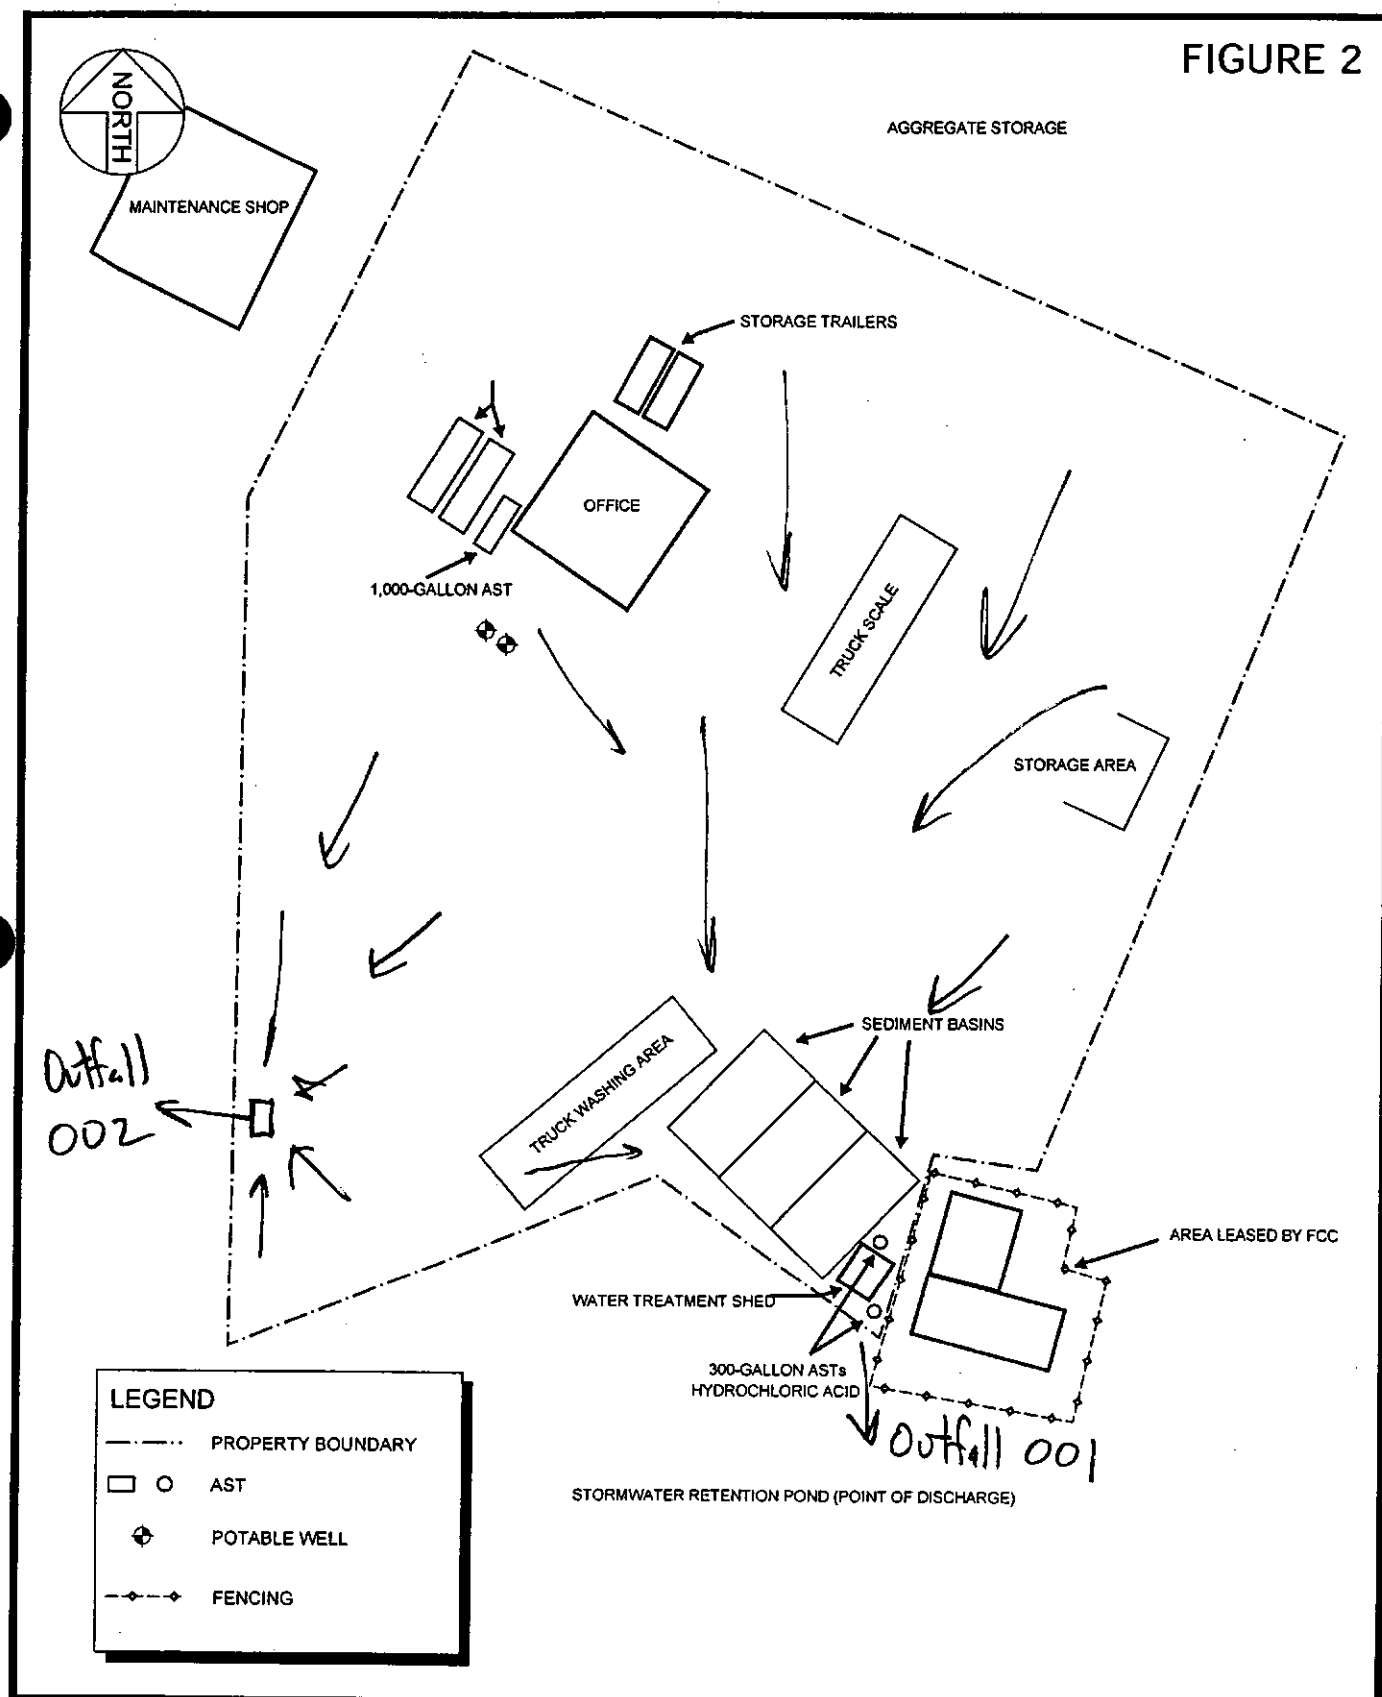 FIGURE 2
NORTH
AGGREGATE STORAGE
MAINTENANCE SHOP
STORAGE TRAILERS
OFFICE
1,000-GALLON AST
TRUCK SCALE
STORAGE AREA
SEDIMENT BASINS
TRUCK WASHING AREA
Outfall
002
AREA LEASED BY FCC
WATER TREATMENT SHED
300-GALLON ASTs
HYDROCHLORIC ACID
Outfall 001
STORMWATER RETENTION POND (POINT OF DISCHARGE)
LEGEND
PROPERTY BOUNDARY
AST
POTABLE WELL
FENCING